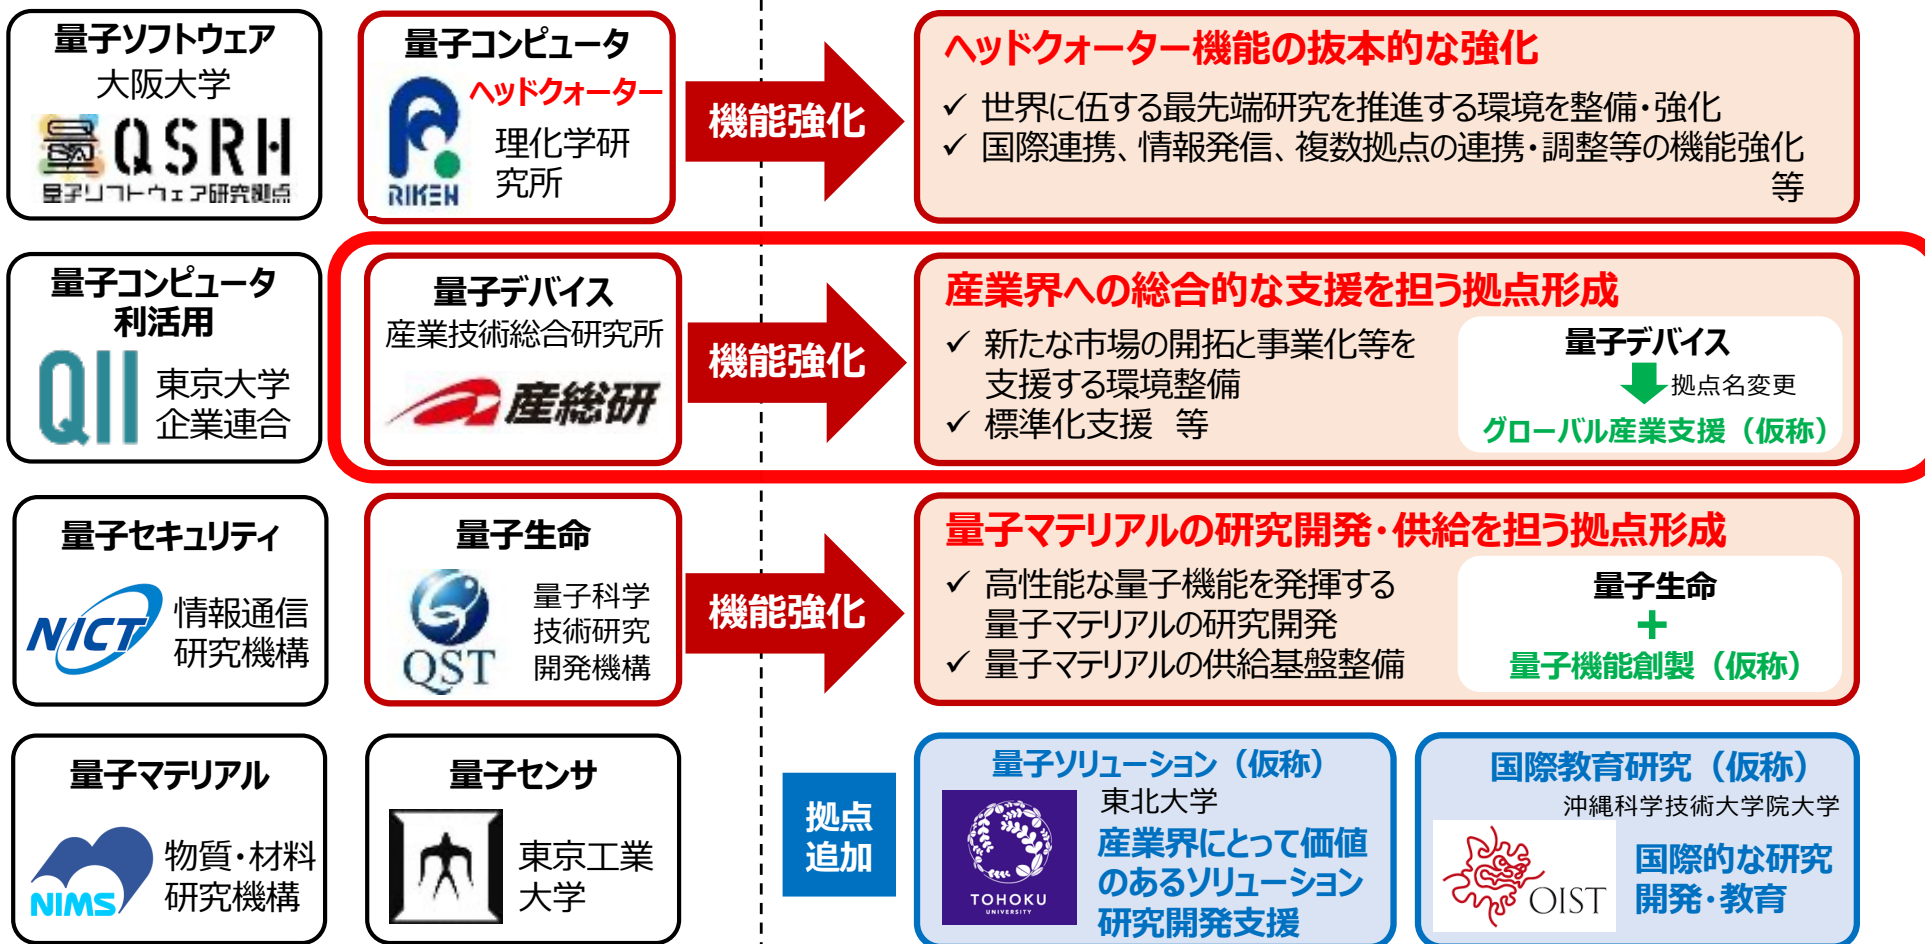 量子ソフトウェア
大阪大学
QSRH
量子ソフトウェア研究拠点
量子コンピュータ
ヘッドクォーター
理化学研
究所
RIKEN
機能強化
ヘッドクォーター機能の抜本的な強化
✓ 世界に伍する最先端研究を推進する環境を整備・強化
✓ 国際連携、情報発信、複数拠点の連携・調整等の機能強化
等
量子コンピュータ
利活用
QII
東京大学
企業連合
量子デバイス
産業技術総合研究所
産総研
機能強化
産業界への総合的な支援を担う拠点形成
✓ 新たな市場の開拓と事業化等を
支援する環境整備
✓ 標準化支援 等
量子デバイス
拠点名変更
グローバル産業支援（仮称）
量子セキュリティ
NICT
情報通信
研究機構
量子生命
QST
量子科学
技術研究
開発機構
機能強化
量子マテリアルの研究開発・供給を担う拠点形成
✓ 高性能な量子機能を発揮する
量子マテリアルの研究開発
✓ 量子マテリアルの供給基盤整備
量子生命
+
量子機能創製（仮称）
量子マテリアル
NIMS
物質・材料
研究機構
量子センサ
東京工業
大学
拠点
追加
量子ソリューション（仮称）
東北大学
TOHOKU
UNIVERSITY
産業界にとって価値
のあるソリューション
研究開発支援
国際教育研究（仮称）
沖縄科学技術大学院大学
OIST
国際的な研究
開発・教育